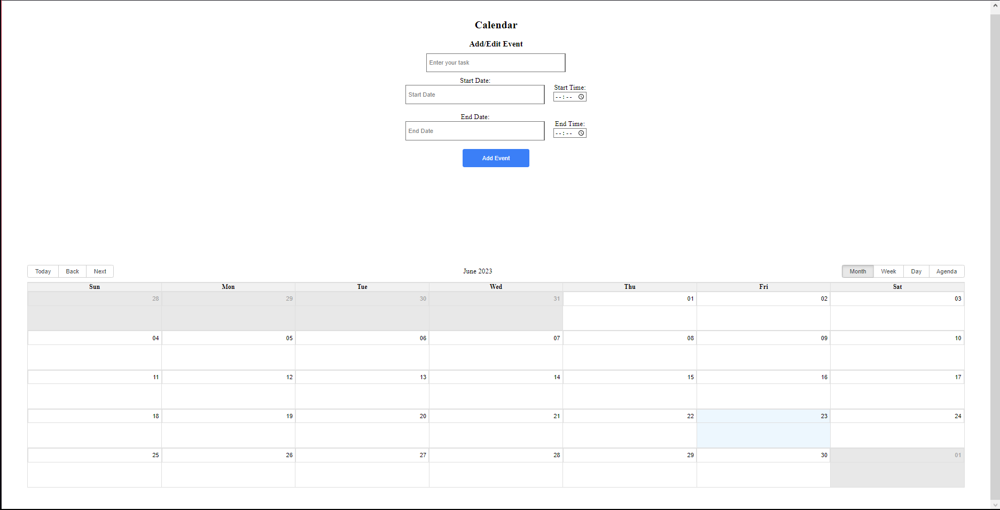 Calendar
Add/Edit Event
Enter your task
Start Date:
Start Date
Start Time:
--:--
End Date:
End Date
End Time:
--:--
Add Event
Today Back Next June 2023 Month Week Day Agenda
Sun Mon Tue Wed Thu Fri Sat
28 29 30 31 01 02 03
04 05 06 07 08 09 10
11 12 13 14 15 16 17
18 19 20 21 22 23 24
25 26 27 28 29 30 01